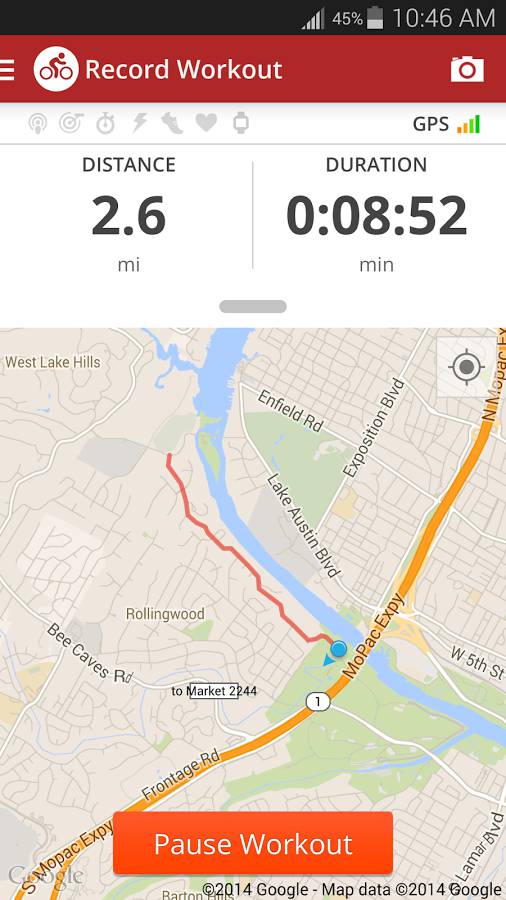 45% 10:46 AM
Record Workout
GPS
DISTANCE DURATION
2.6 0:08:52
mi min
West Lake Hills
N Mopac Ex
Enfield Rd
Exposition Blvd
Lake Austin Blvd
Rollingwood
MoPac Expy
Bee Caves Rd
W 5th St
to Market 2244
1
Frontage Rd
Pause Workout
S Mopac Expy
Lamar Blvd
Google
©2014 Google - Map data ©2014 Google
Barton Hills